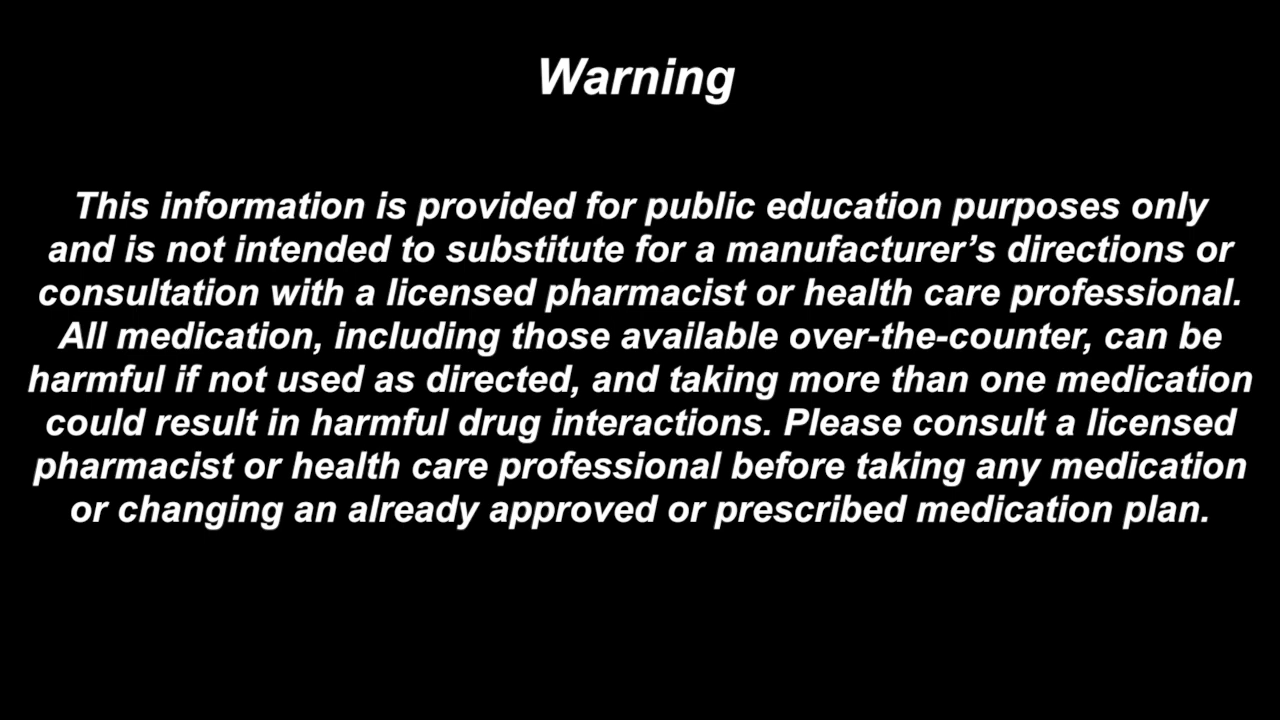 Warning
This information is provided for public education purposes only
and is not intended to substitute for a manufacturer’s directions or
consultation with a licensed pharmacist or health care professional.
All medication, including those available over-the-counter, can be
harmful if not used as directed, and taking more than one medication
could result in harmful drug interactions. Please consult a licensed
pharmacist or health care professional before taking any medication
or changing an already approved or prescribed medication plan.